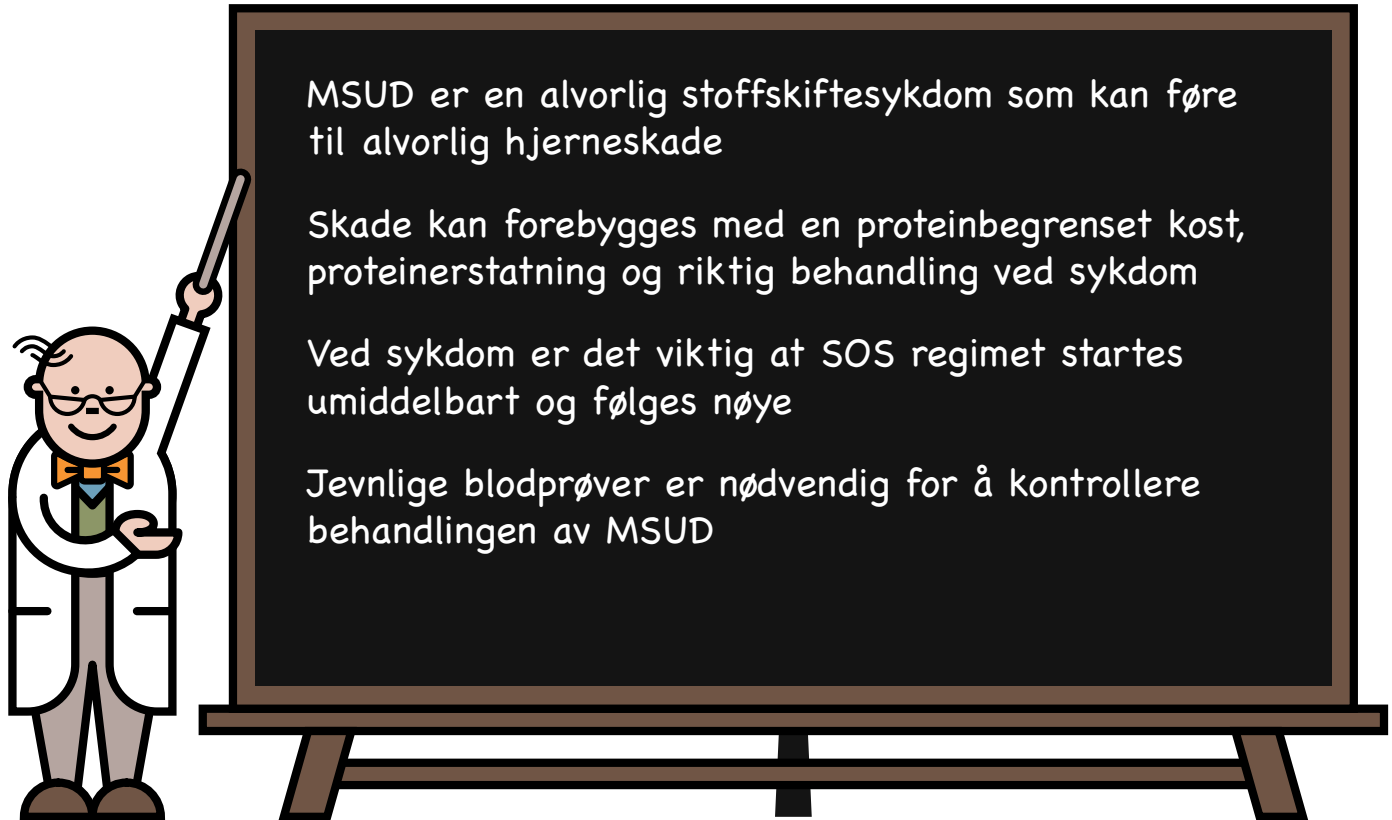 MSUD er en alvorlig stoffskiftesykdom som kan føre
til alvorlig hjerneskade
Skade kan forebygges med en proteinbegrenset kost,
proteinerstatning og riktig behandling ved sykdom
Ved sykdom er det viktig at SOS regimet startes
umiddelbart og følges nøye
Jevnlige blodprøver er nødvendig for å kontrollere
behandlingen av MSUD